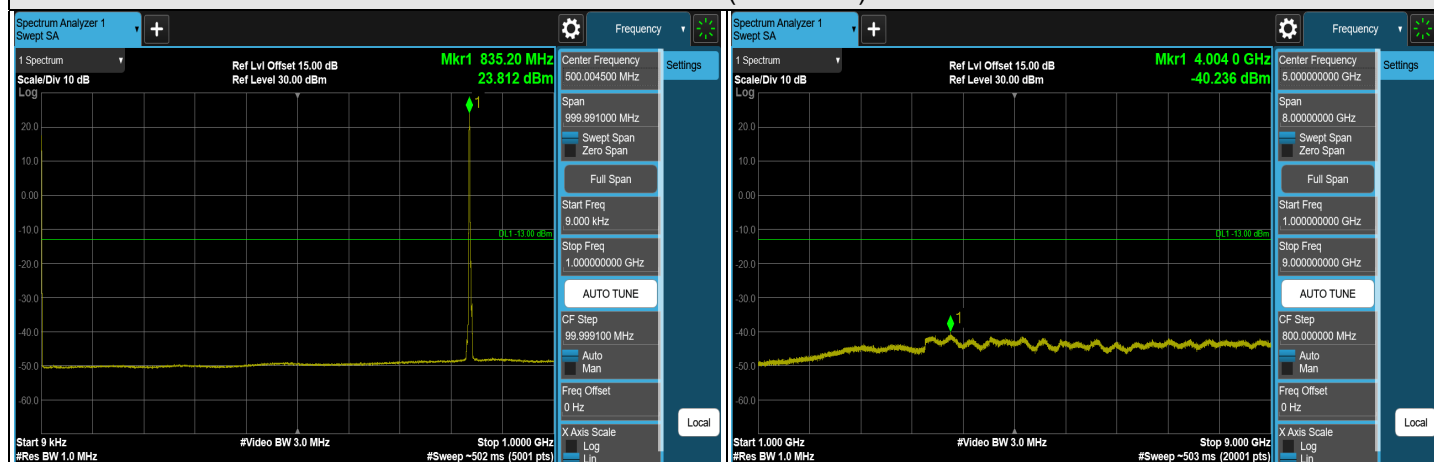 Spectrum Analyzer 1
Swept SA
Frequency
1 Spectrum
Scale/Div 10 dB
Log
Ref Lvl Offset 15.00 dB
Ref Level 30.00 dBm
Mkr1 835.20 MHz
23.812 dBm
1
20.0
10.0
0.00
-10.0
DL1 -13.00 dBm
-20.0
-30.0
-40.0
-50.0
-60.0
Start 9 kHz
#Res BW 1.0 MHz
#Video BW 3.0 MHz
Stop 1.0000 GHz
#Sweep ~502 ms (5001 pts)
Center Frequency
500.004500 MHz
Span
999.991000 MHz
Swept Span
Zero Span
Full Span
Start Freq
9.000 kHz
Stop Freq
1.000000000 GHz
AUTO TUNE
CF Step
99.999100 MHz
Auto
Man
Freq Offset
0 Hz
X Axis Scale
Log
Lin
Settings
Local
Spectrum Analyzer 1
Swept SA
Frequency
1 Spectrum
Scale/Div 10 dB
Log
Ref Lvl Offset 15.00 dB
Ref Level 30.00 dBm
Mkr1 4.004 0 GHz
-40.236 dBm
1
20.0
10.0
0.00
-10.0
DL1 -13.00 dBm
-20.0
-30.0
-40.0
-50.0
-60.0
Start 1.000 GHz
#Res BW 1.0 MHz
#Video BW 3.0 MHz
Stop 9.000 GHz
#Sweep ~503 ms (20001 pts)
Center Frequency
5.000000000 GHz
Span
8.00000000 GHz
Swept Span
Zero Span
Full Span
Start Freq
1.000000000 GHz
Stop Freq
9.000000000 GHz
AUTO TUNE
CF Step
800.000000 MHz
Auto
Man
Freq Offset
0 Hz
X Axis Scale
Log
Lin
Settings
Local